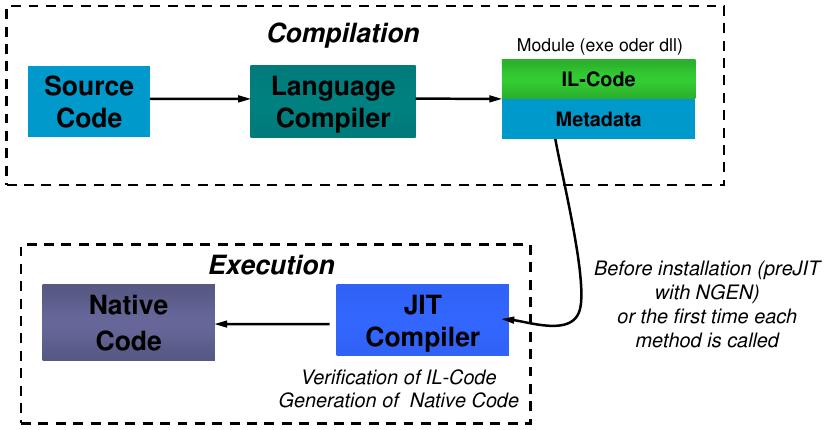 Compilation
Module (exe oder dll)
Source
Code
Language
Compiler
IL-Code
Metadata
Execution
Native
Code
JIT
Compiler
Verification of IL-Code
Generation of Native Code
Before installation (preJIT
with NGEN)
or the first time each
method is called